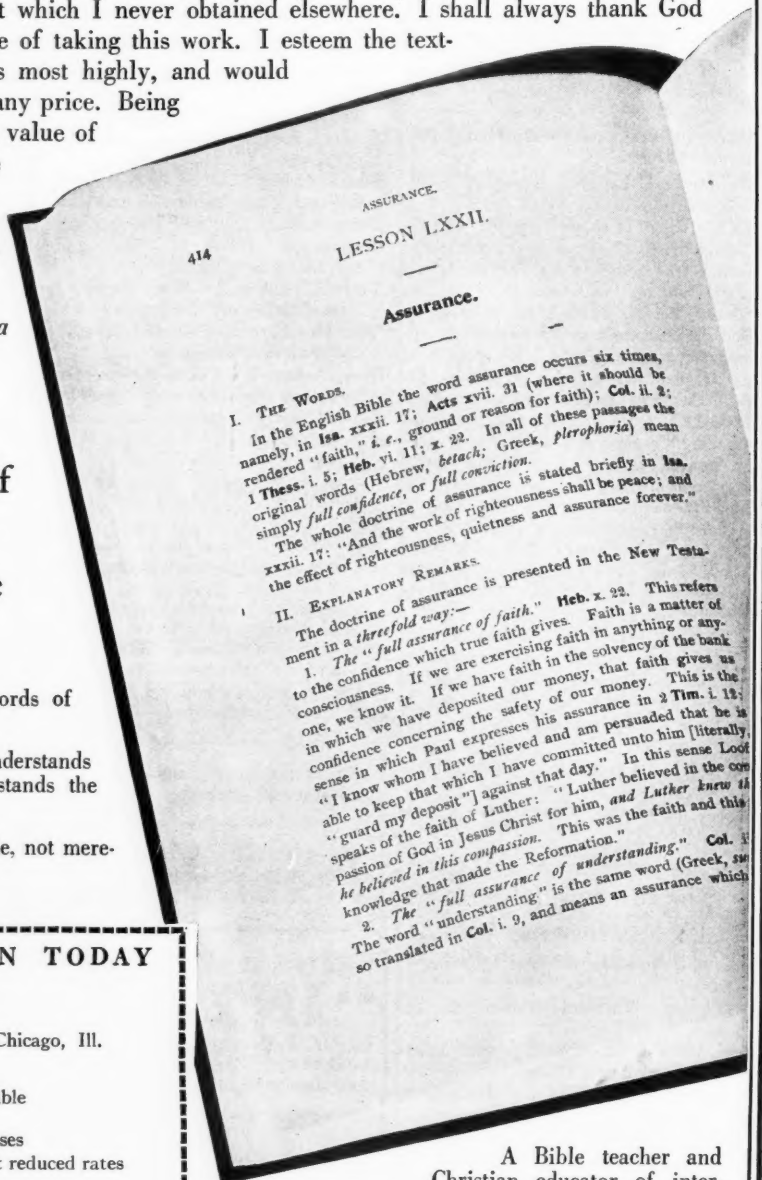 t which I never obtained elsewhere. I shall always thank God
e of taking this work. I esteem the text-
s most highly, and would
any price. Being
value of
a
f
ords of
nderstands
stands the
e, not mere-
N TODAY
Chicago, Ill.
ible
ses
t reduced rates
414
ASSURANCE.
LESSON LXXII.
Assurance.
I. THE WORDS.
In the English Bible the word assurance occurs six times,
namely, in Isa. xxxii. 17; Acts xvii. 31 (where it should be
rendered "faith," i. e., ground or reason for faith); Col. ii. 2;
1 Thess. i. 5; Heb. vi. 11; x. 22. In all of these passages the
original words (Hebrew, betach; Greek, plerophoria) mean
simply full confidence, or full conviction.
The whole doctrine of assurance is stated briefly in Isa.
xxxii. 17: "And the work of righteousness shall be peace; and
the effect of righteousness, quietness and assurance forever."
II. EXPLANATORY REMARKS.
The doctrine of assurance is presented in the New Testa-
ment in a threefold way:—
1. The "full assurance of faith." Heb. x. 22. This refers
to the confidence which true faith gives. Faith is a matter of
consciousness. If we are exercising faith in anything or any-
one, we know it. If we have faith in the solvency of the bank
in which we have deposited our money, that faith gives us
confidence concerning the safety of our money. This is the
sense in which Paul expresses his assurance in 2 Tim. i. 12;
"I know whom I have believed and am persuaded that he is
able to keep that which I have committed unto him [literally,
"guard my deposit"] against that day." In this sense Loof
speaks of the faith of Luther: "Luther believed in the com
passion of God in Jesus Christ for him, and Luther knew th
he believed in this compassion. This was the faith and this
knowledge that made the Reformation."
2. The "full assurance of understanding." Col. i
The word "understanding" is the same word (Greek, su
so translated in Col. i. 9, and means an assurance which
A Bible teacher and
Christian educator of inter-